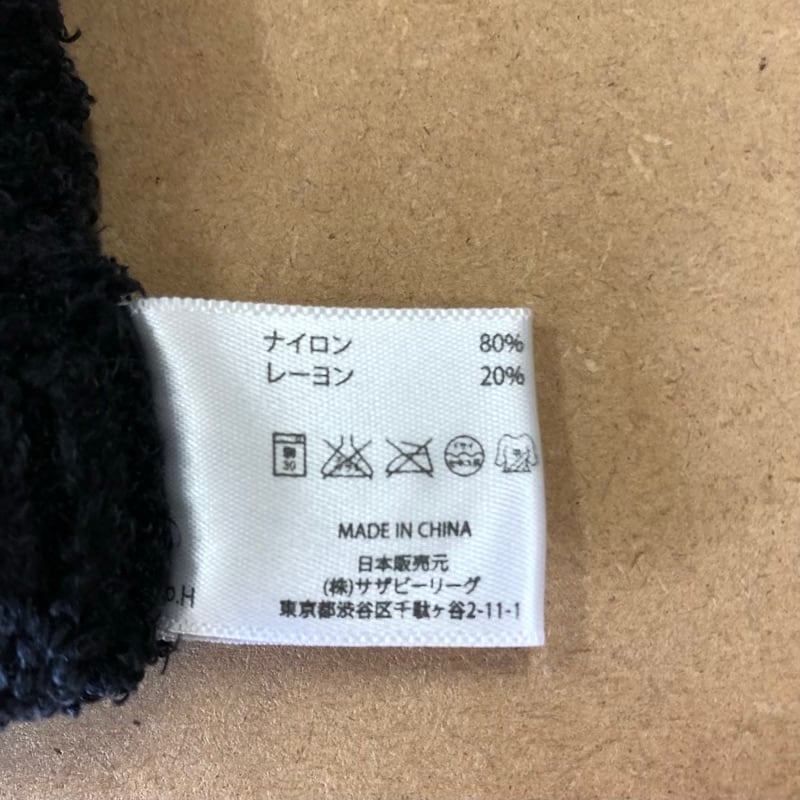 ナイロン 80%
レーヨン 20%
30
MADE IN CHINA
日本販売元
(株)サザビーリーグ
東京都渋谷区千駄ヶ谷2-11-1